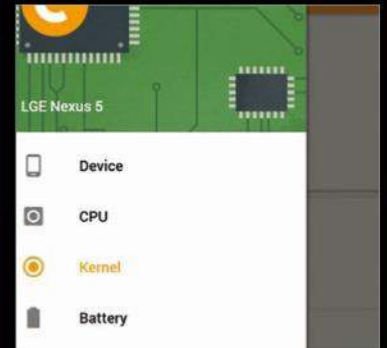 LGE Nexus 5
Device
CPU
Kernel
Battery